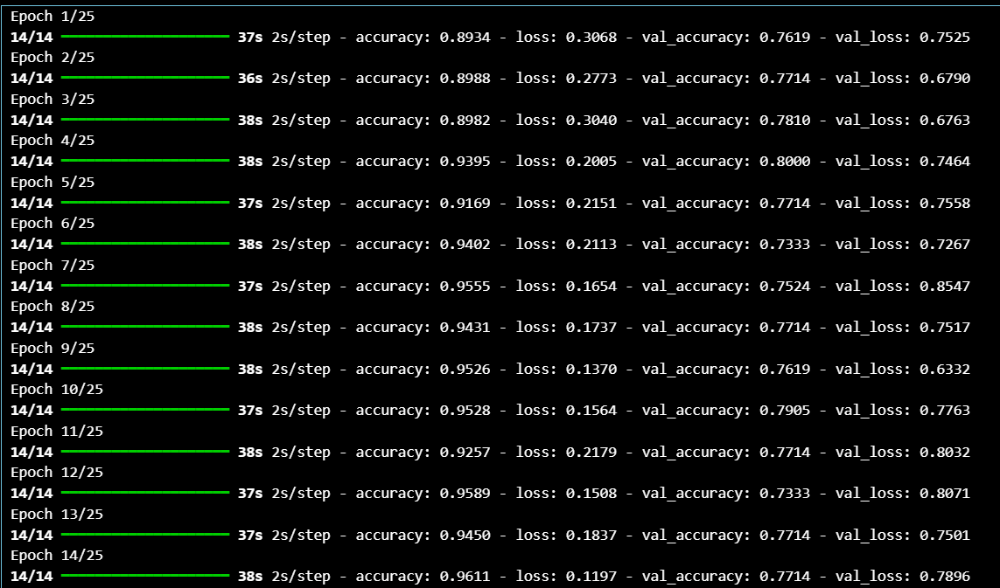 Epoch 1/25
14/14 ━━━━━━━━━━━━━━━━━━━━ 37s 2s/step - accuracy: 0.8934 - loss: 0.3068 - val_accuracy: 0.7619 - val_loss: 0.7525
Epoch 2/25
14/14 ━━━━━━━━━━━━━━━━━━━━ 36s 2s/step - accuracy: 0.8988 - loss: 0.2773 - val_accuracy: 0.7714 - val_loss: 0.6790
Epoch 3/25
14/14 ━━━━━━━━━━━━━━━━━━━━ 38s 2s/step - accuracy: 0.8982 - loss: 0.3040 - val_accuracy: 0.7810 - val_loss: 0.6763
Epoch 4/25
14/14 ━━━━━━━━━━━━━━━━━━━━ 38s 2s/step - accuracy: 0.9395 - loss: 0.2005 - val_accuracy: 0.8000 - val_loss: 0.7464
Epoch 5/25
14/14 ━━━━━━━━━━━━━━━━━━━━ 37s 2s/step - accuracy: 0.9169 - loss: 0.2151 - val_accuracy: 0.7714 - val_loss: 0.7558
Epoch 6/25
14/14 ━━━━━━━━━━━━━━━━━━━━ 38s 2s/step - accuracy: 0.9402 - loss: 0.2113 - val_accuracy: 0.7333 - val_loss: 0.7267
Epoch 7/25
14/14 ━━━━━━━━━━━━━━━━━━━━ 37s 2s/step - accuracy: 0.9555 - loss: 0.1654 - val_accuracy: 0.7524 - val_loss: 0.8547
Epoch 8/25
14/14 ━━━━━━━━━━━━━━━━━━━━ 38s 2s/step - accuracy: 0.9431 - loss: 0.1737 - val_accuracy: 0.7714 - val_loss: 0.7517
Epoch 9/25
14/14 ━━━━━━━━━━━━━━━━━━━━ 38s 2s/step - accuracy: 0.9526 - loss: 0.1370 - val_accuracy: 0.7619 - val_loss: 0.6332
Epoch 10/25
14/14 ━━━━━━━━━━━━━━━━━━━━ 37s 2s/step - accuracy: 0.9528 - loss: 0.1564 - val_accuracy: 0.7905 - val_loss: 0.7763
Epoch 11/25
14/14 ━━━━━━━━━━━━━━━━━━━━ 38s 2s/step - accuracy: 0.9257 - loss: 0.2179 - val_accuracy: 0.7714 - val_loss: 0.8032
Epoch 12/25
14/14 ━━━━━━━━━━━━━━━━━━━━ 37s 2s/step - accuracy: 0.9589 - loss: 0.1508 - val_accuracy: 0.7333 - val_loss: 0.8071
Epoch 13/25
14/14 ━━━━━━━━━━━━━━━━━━━━ 37s 2s/step - accuracy: 0.9450 - loss: 0.1837 - val_accuracy: 0.7714 - val_loss: 0.7501
Epoch 14/25
14/14 ━━━━━━━━━━━━━━━━━━━━ 38s 2s/step - accuracy: 0.9611 - loss: 0.1197 - val_accuracy: 0.7714 - val_loss: 0.7896